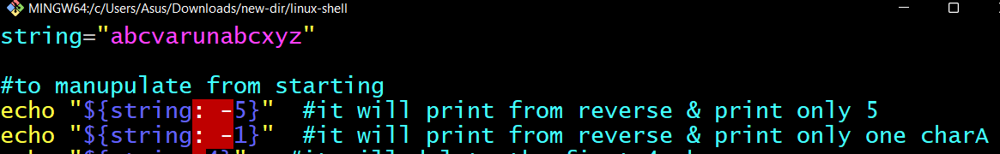 MINGW64:/c/Users/Asus/Downloads/new-dir/linux-shell
string="abcvarunabcxyz"
#to manupulate from starting
echo "${string: -5}"  #it will print from reverse & print only 5
echo "${string: -1}"  #it will print from reverse & print only one charA